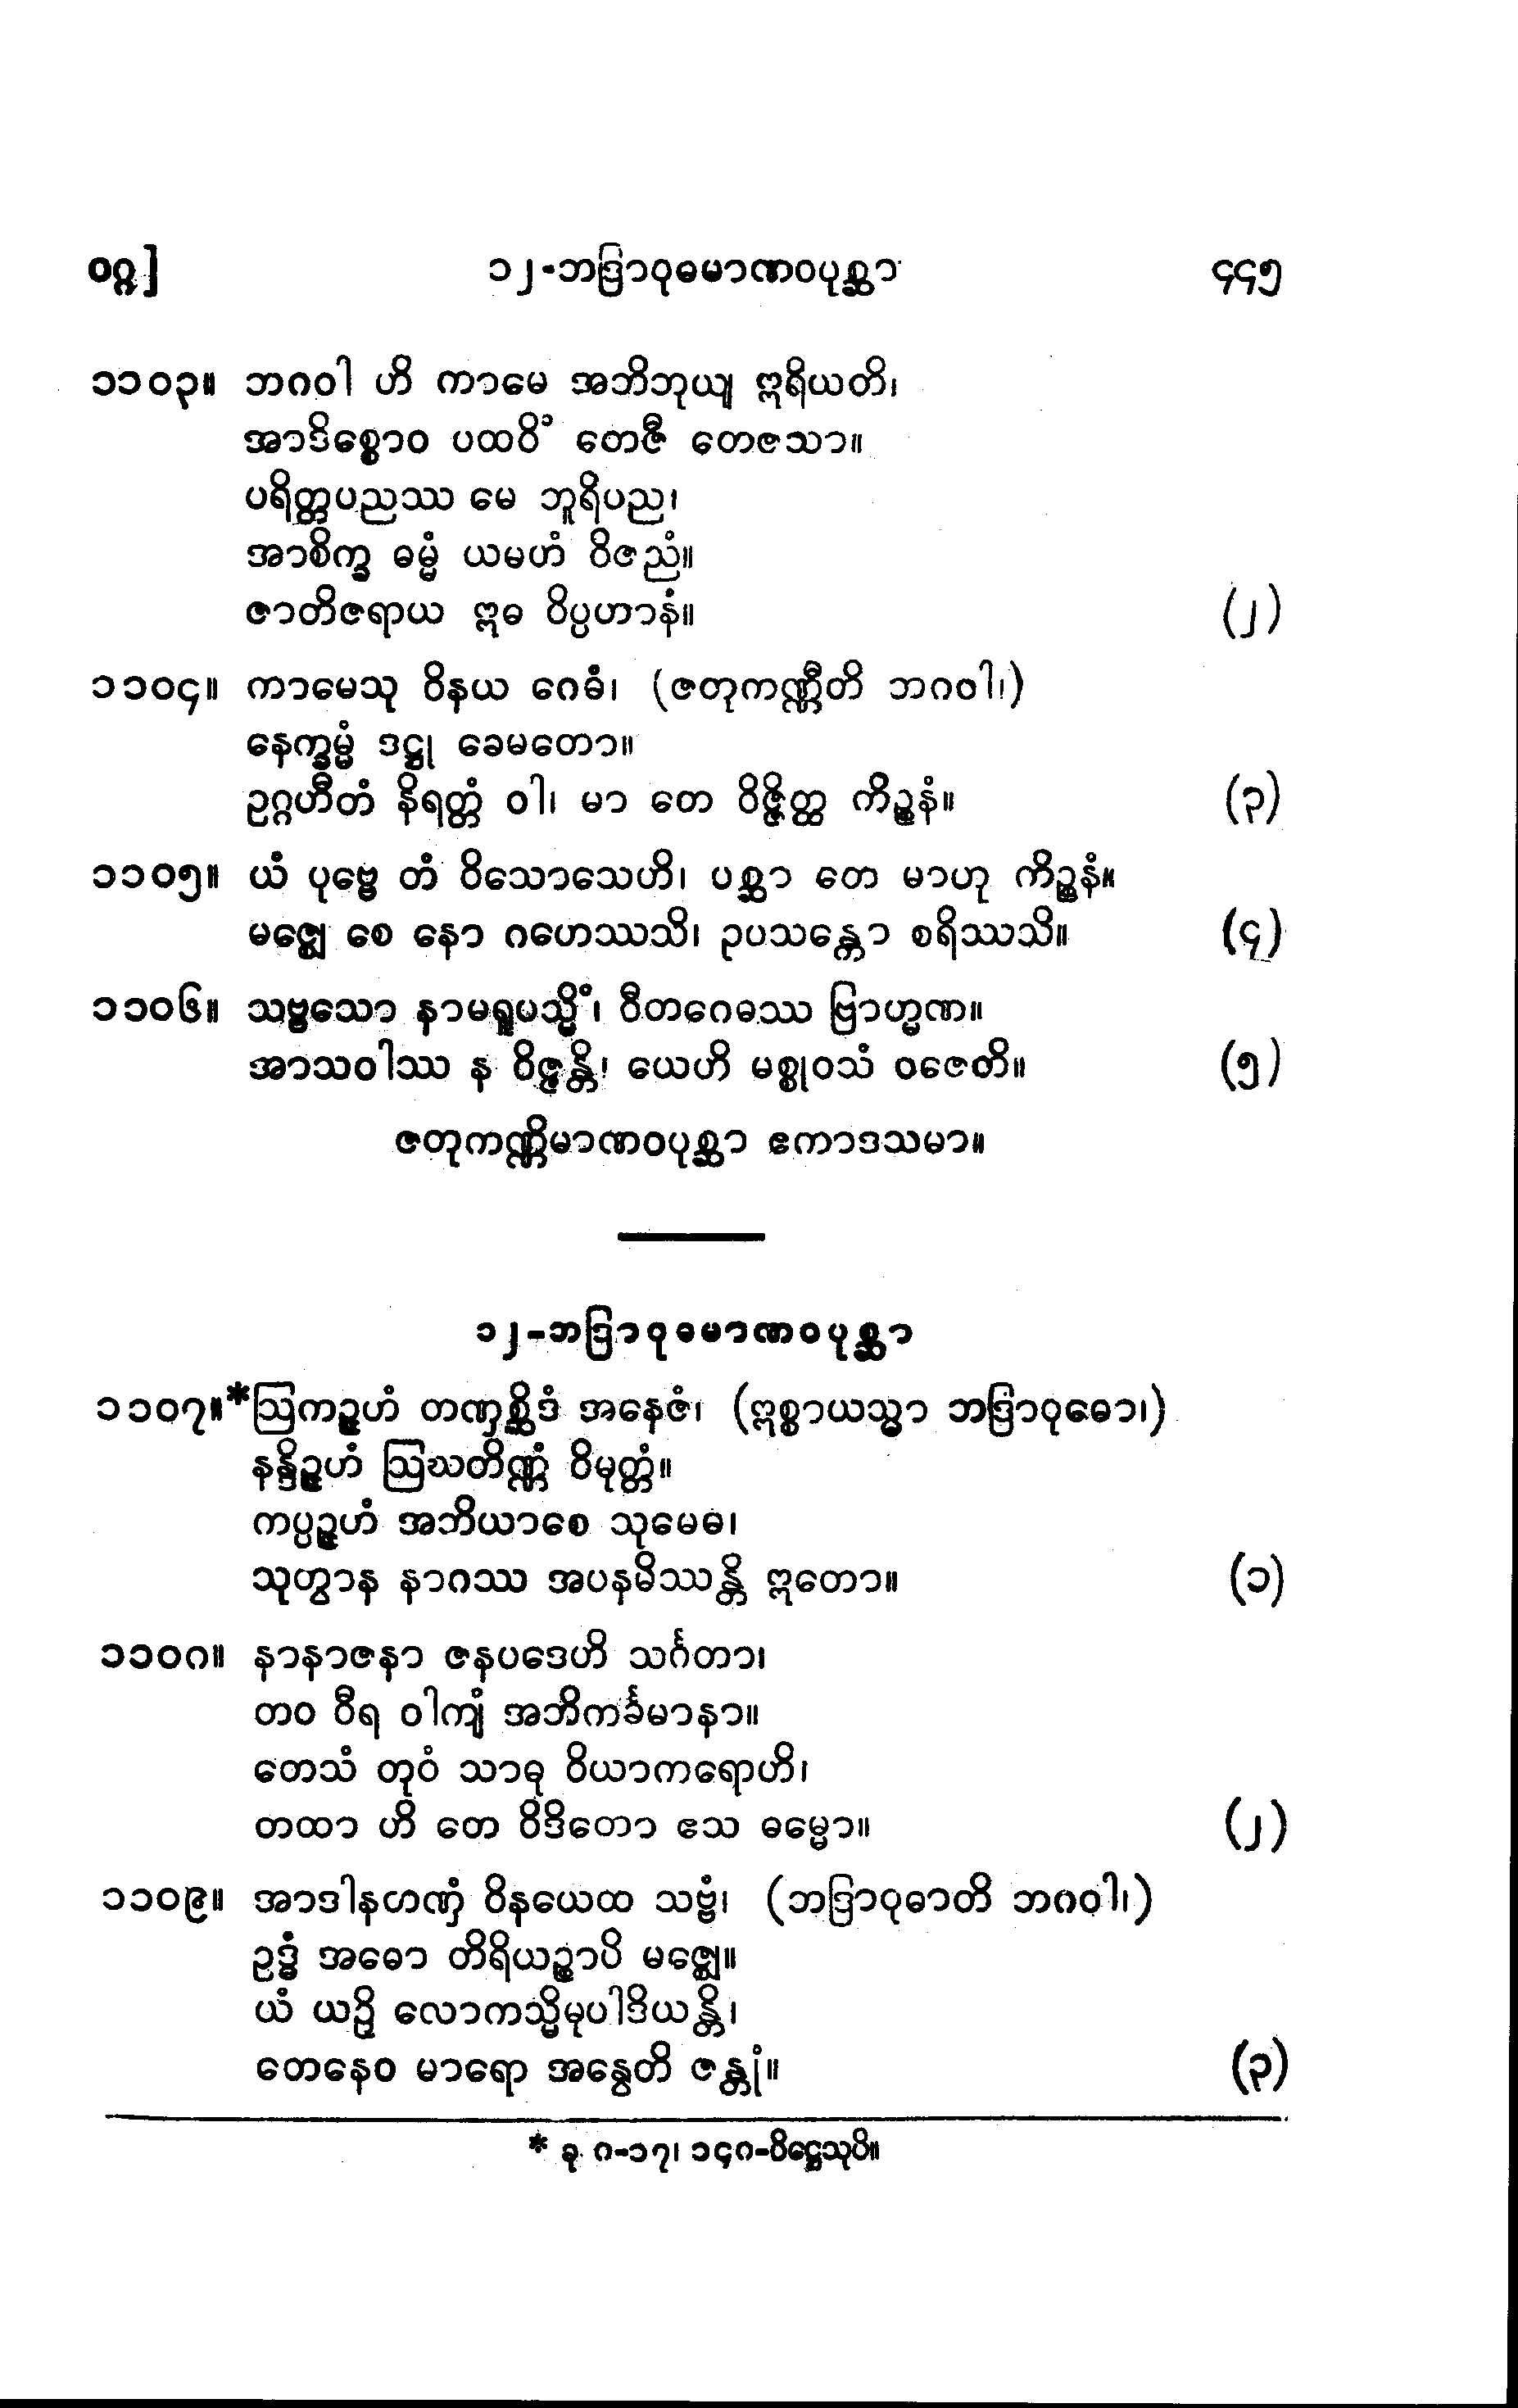 ဝဂ္ဂ]	၁၂-ဘဒြာဝုဓမာဏဝပုစ္ဆာ	၄၄၅
၁၁၀၃။ ဘဂဝါ ဟိ ကာမေ အဘိဘုယျ ဣရိယတိ၊
အာဒိစ္စောဝ ပထဝိံ တေဇီ တေဇသာ။
ပရိတ္တပညဿ မေ ဘူရိပည၊
အာစိက္ခ ဓမ္မံ ယမဟံ ဝိဇညံ။
ဇာတိဇရာယ ဣဓ ဝိပ္ပဟာနံ။ (၂)
၁၁၀၄။ ကာမေသု ဝိနယ ဂေဓံ၊ (ဇတုကဏ္ဏီတိ ဘဂဝါ၊)
နေက္ခမ္မံ ဒဋ္ဌု ခေမတော။
ဥဂ္ဂဟီတံ နိရတ္တံ ဝါ၊ မာ တေ ဝိဇ္ဇိတ္ထ ကိဉ္စနံ။ (၃)
၁၁၀၅။ ယံ ပုဗ္ဗေ တံ ဝိသောသေဟိ၊ ပစ္ဆာ တေ မာဟု ကိဉ္စနံ။
မဇ္ဈေ စေ နော ဂဟေဿသိ၊ ဥပသန္တော စရိဿသိ။ (၄)
၁၁၀၆။ သဗ္ဗသော နာမရူပသ္မိံ၊ ဝီတဂေဓဿ ဗြာဟ္မဏ။
အာသဝါဿ န ဝိဇ္ဇန္တိ၊ ယေဟိ မစ္စုဝသံ ဝဇေတိ။ (၅)
ဇတုကဏ္ဏိမာဏဝပုစ္ဆာ ဧကာဒသမာ။
၁၂-ဘဒြာဝုဓမာဏဝပုစ္ဆာ
၁၁၀၇။*ဩကဉ္ဇဟံ တဏှစ္ဆိဒံ အနေဇံ၊ (ဣစ္စာယသ္မာ ဘဒြာဝုဓော၊)
နန္ဒိဉ္ဇဟံ ဩဃတိဏ္ဏံ ဝိမုတ္တံ။
ကပ္ပဉ္ဇဟံ အဘိယာစေ သုမေဓ၊
သုတွာန နာဂဿ အပနမိဿန္တိ ဣတော။ (၁)
၁၁၀၈။ နာနာဇနာ ဇနပဒေဟိ သင်္ဂတာ၊
တဝ ဝီရ ဝါကျံ အဘိကင်္ခမာနာ။
တေသံ တုဝံ သာဓု ဝိယာကရောဟိ၊
တထာ ဟိ တေ ဝိဒိတော ဧသ ဓမ္မော။ (၂)
၁၁၀၉။ အာဒါနတဏှံ ဝိနယေထ သဗ္ဗံ၊ (ဘဒြာဝုဓာတိ ဘဂဝါ၊)
ဥဒ္ဓံ အဓော တိရိယဉ္စာပိ မဇ္ဈေ။
ယံ ယဉှိ လောကသ္မိမုပါဒိယန္တိ၊
တေနေဝ မာရော အနွေတိ ဇန္တုံ။ (၃)
* ခု ၈-၁၇၊ ၁၄၈-ပိဋ္ဌေသုပိ။